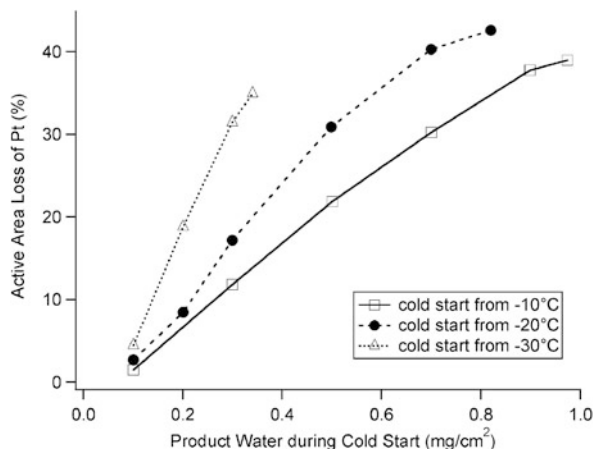 Active Area Loss of Pt (%)
40
30
20
10
0
cold start from -10°C
cold start from -20°C
cold start from -30°C
0.0 0.2 0.4 0.6 0.8 1.0
Product Water during Cold Start (mg/cm²)